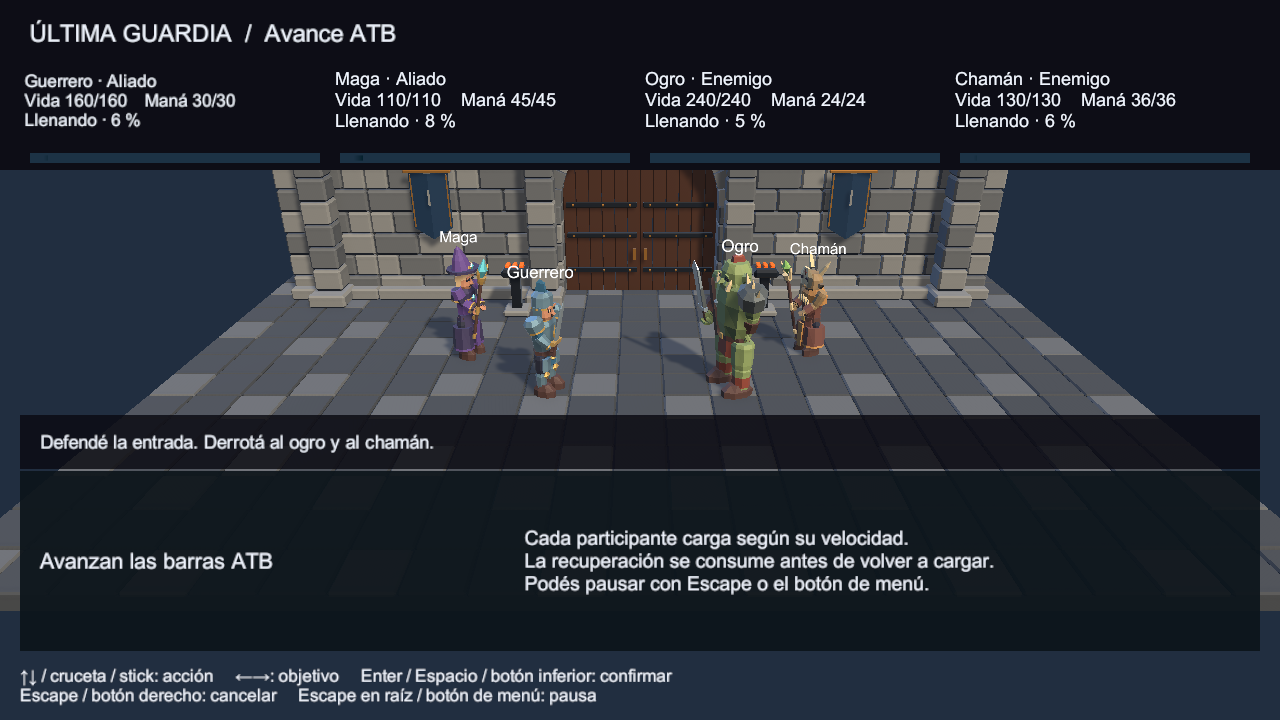 ÚLTIMA GUARDIA / Avance ATB
Guerrero · Aliado
Vida 160/160 Maná 30/30
Llenando · 6 %
Maga · Aliado
Vida 110/110 Maná 45/45
Llenando · 8 %
Ogro · Enemigo
Vida 240/240 Maná 24/24
Llenando · 5 %
Chamán · Enemigo
Vida 130/130 Maná 36/36
Llenando · 6 %
Maga
Guerrero
Ogro
Chamán
Defendé la entrada. Derrotá al ogro y al chamán.
Avanzan las barras ATB
Cada participante carga según su velocidad.
La recuperación se consume antes de volver a cargar.
Podés pausar con Escape o el botón de menú.
↑↓ / cruceta / stick: acción ←→: objetivo Enter / Espacio / botón inferior: confirmar
Escape / botón derecho: cancelar Escape en raíz / botón de menú: pausa